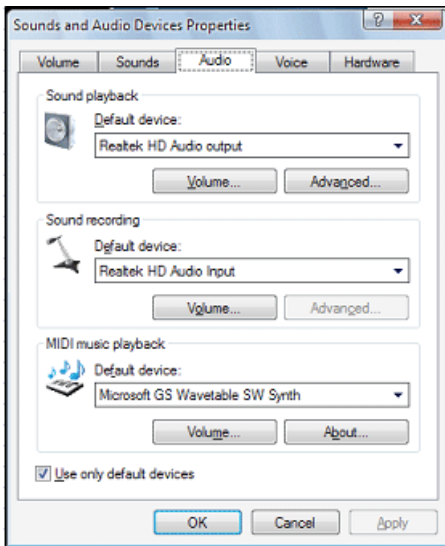 Sounds and Audio Devices Properties
?
Volume Sounds Audio Voice Hardware
Sound playback
Default device:
Realtek HD Audio output
Volume... Advanced...
Sound recording
Default device:
Realtek HD Audio Input
Volume... Advanced...
MIDI music playback
Default device:
Microsoft GS Wavetable SW Synth
Volume... About...
Use only default devices
OK Cancel Apply